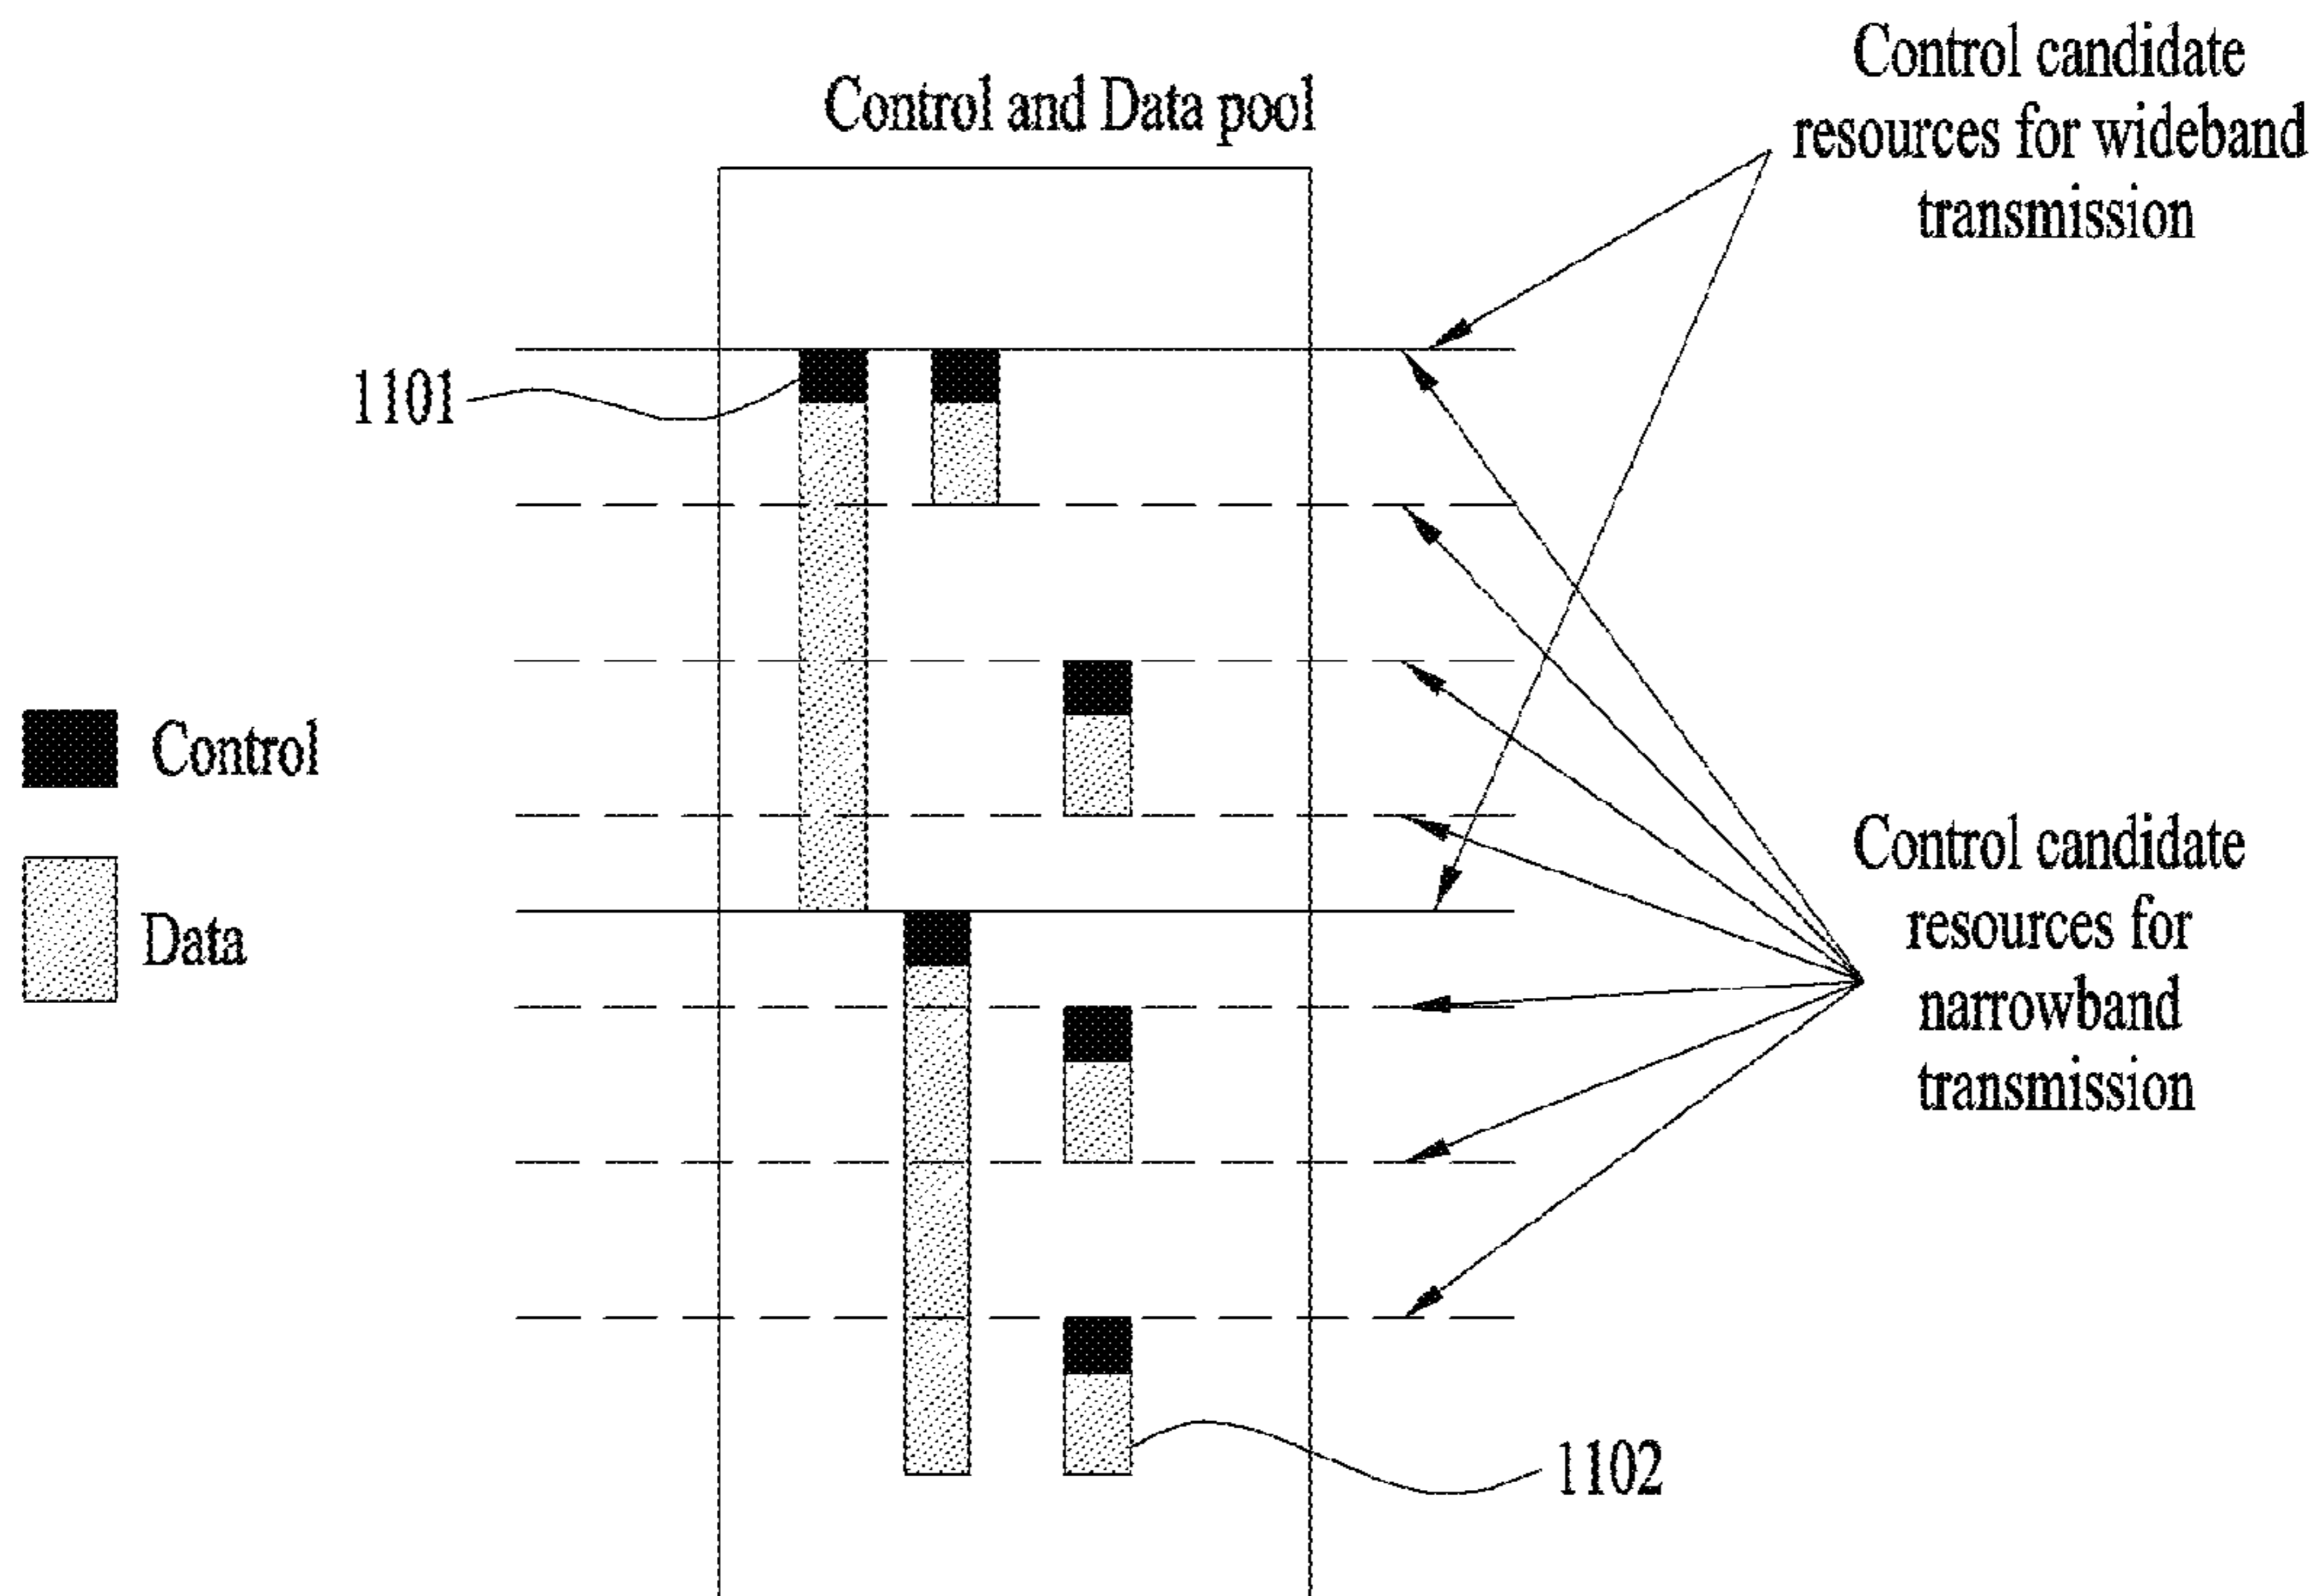 Control and Data pool
Control candidate
resources for wideband
transmission
1101
Control
Data
Control candidate
resources for
narrowband
transmission
1102